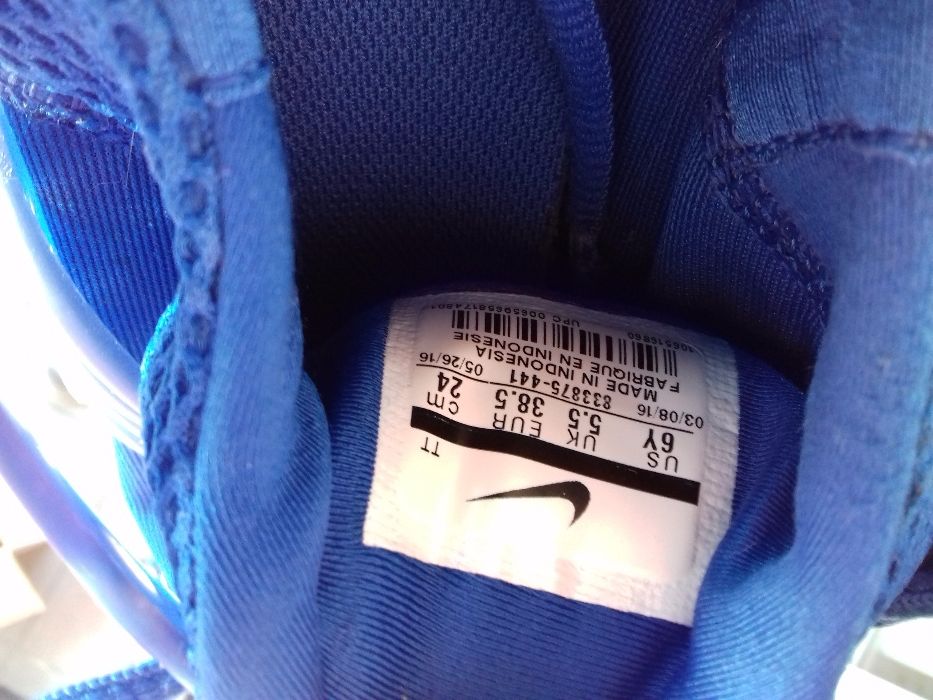 TT
US UK EUR cm
6Y 5.5 38.5 24
03/08/16 833875-441 05/26/16
MADE IN INDONESIA
FABRIQUE EN INDONESIE
UPC